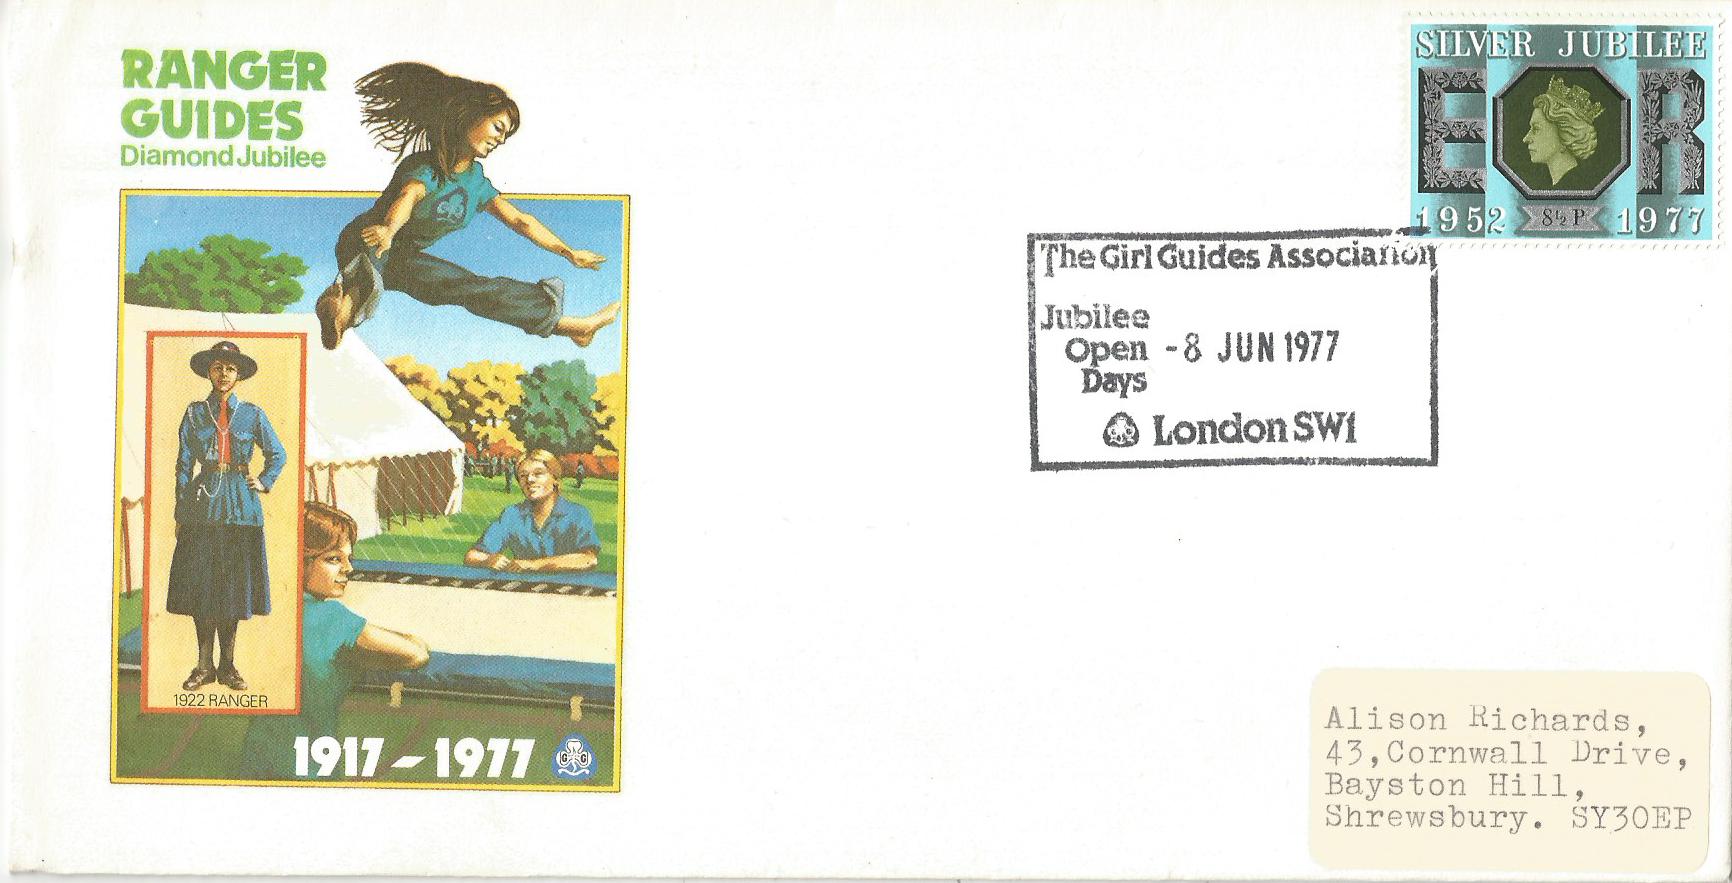 RANGER
GUIDES
Diamond Jubilee
1922 RANGER
1917-1977
G G
SILVER JUBILEE
E R
1952 8½P 1977
The Girl Guides Association
Jubilee
Open -8 JUN 1977
Days
London SW1
Alison Richards,
43,Cornwall Drive,
Bayston Hill,
Shrewsbury. SY30EP